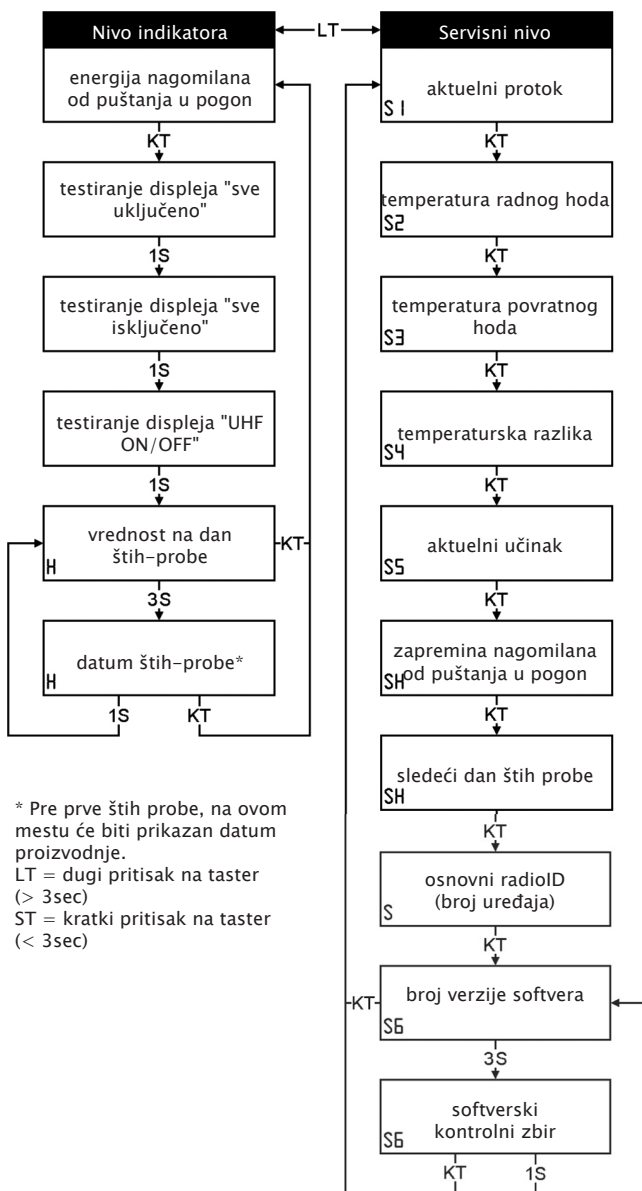 Nivo indikatora
LT
Servisni nivo
energija nagomilana
od puštanja u pogon
KT
testiranje displeja "sve
uključeno"
1S
testiranje displeja "sve
isključeno"
1S
testiranje displeja "UHF
ON/OFF"
1S
vrednost na dan
štih-probe
H
KT
3S
datum štih-probe*
H
1S
KT
* Pre prve štih probe, na ovom
mestu će biti prikazan datum
proizvodnje.
LT = dugi pritisak na taster
(> 3sec)
ST = kratki pritisak na taster
(< 3sec)
aktuelni protok
S1
KT
temperatura radnog hoda
S2
KT
temperatura povratnog
hoda
S3
KT
temperaturska razlika
S4
KT
aktuelni učinak
S5
KT
zapremina nagomilana
od puštanja u pogon
SH
KT
sledeći dan štih probe
SH
KT
osnovni radioID
(broj uređaja)
S
KT
broj verzije softvera
S6
KT
3S
softverski
kontrolni zbir
S6
KT
1S